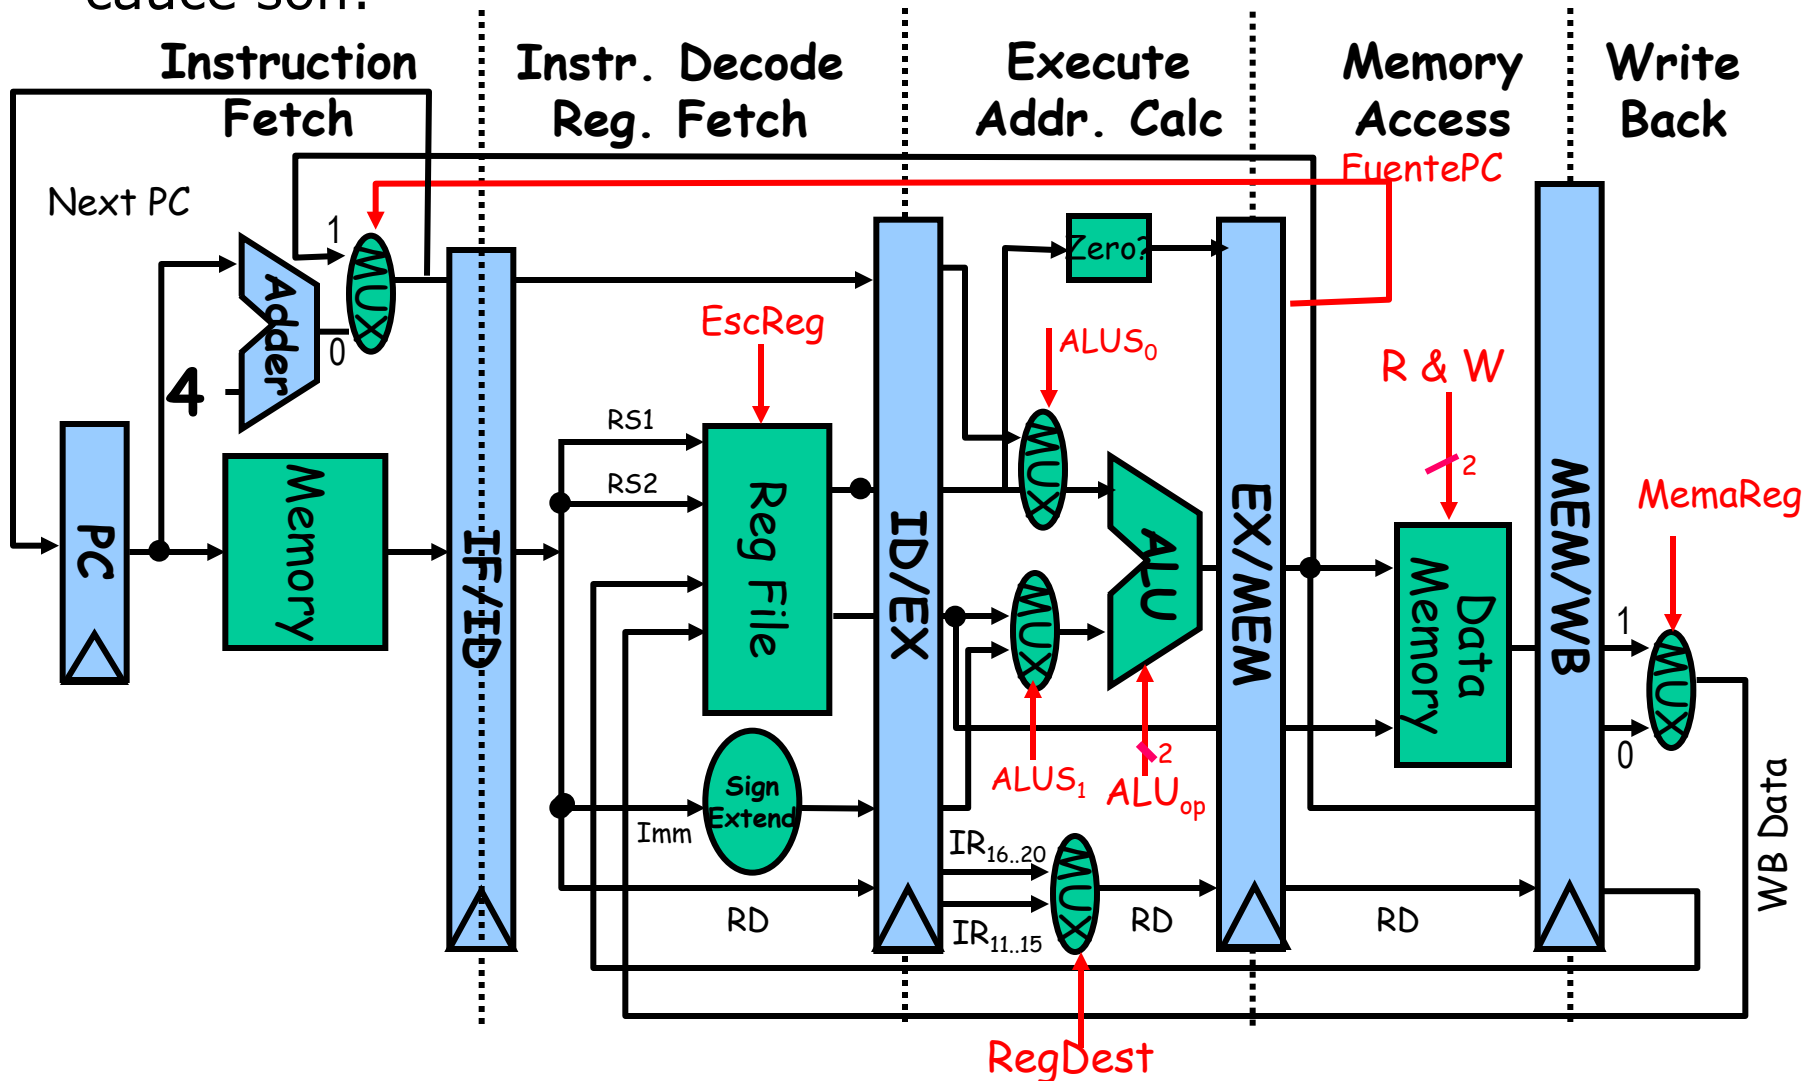 cauce son:
Instruction Fetch
Instr. Decode Reg. Fetch
Execute Addr. Calc
Memory Access
Write Back
FuentePC
Next PC
1
MUX
Zero?
Adder
0
4
EscReg
ALUS0
R & W
2
RS1
RS2
MUX
MemaReg
PC
Memory
IF/ID
Reg File
ID/EX
MUX
ALU
EX/MEM
Data Memory
MEM/WB
1
MUX
0
Sign Extend
Imm
ALUS1
2
ALUop
WB Data
IR16..20
MUX
IR11..15
RD
RD
RD
RegDest